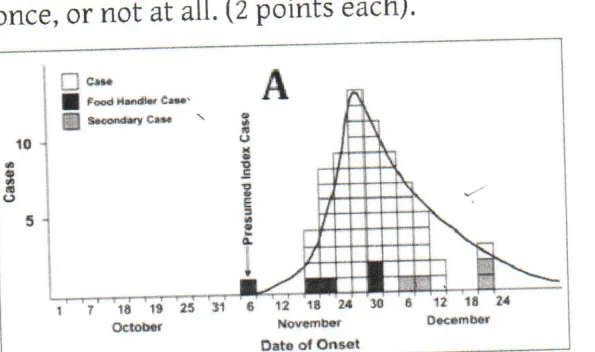 once, or not at all. (2 points each).
Case
Food Handler Case
Secondary Case
A
Presumed Index Case
Cases
10
5
1 7 18 19 25 31 6 12 18 24 30 6 12 18 24
October November December
Date of Onset